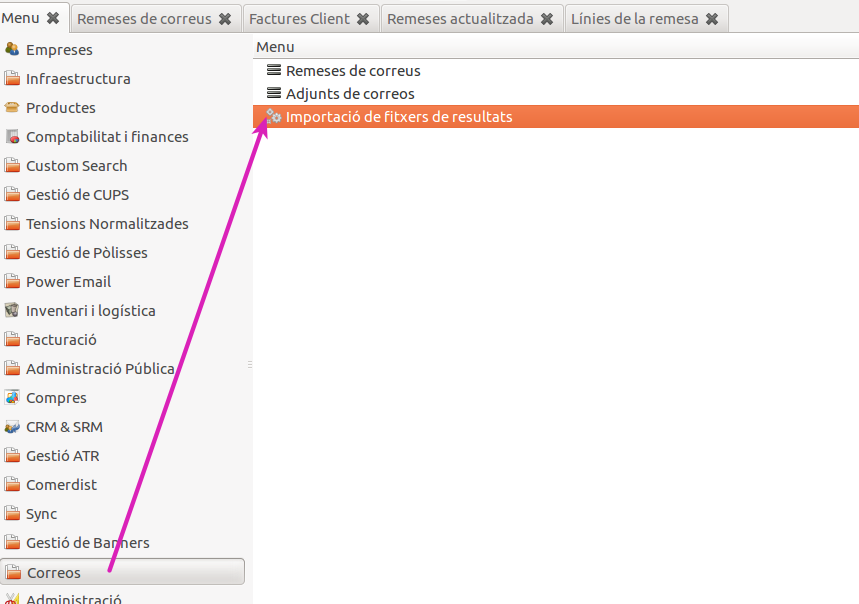 Menu
Remeses de correus
Factures Client
Remeses actualitzada
Línies de la remesa
Empreses
Infraestructura
Productes
Comptabilitat i finances
Custom Search
Gestió de CUPS
Tensions Normalitzades
Gestió de Pòlisses
Power Email
Inventari i logística
Facturació
Administració Pública
Compres
CRM & SRM
Gestió ATR
Comerdist
Sync
Gestió de Banners
Correos
Administració
Menu
Remeses de correus
Adjunts de correos
Importació de fitxers de resultats